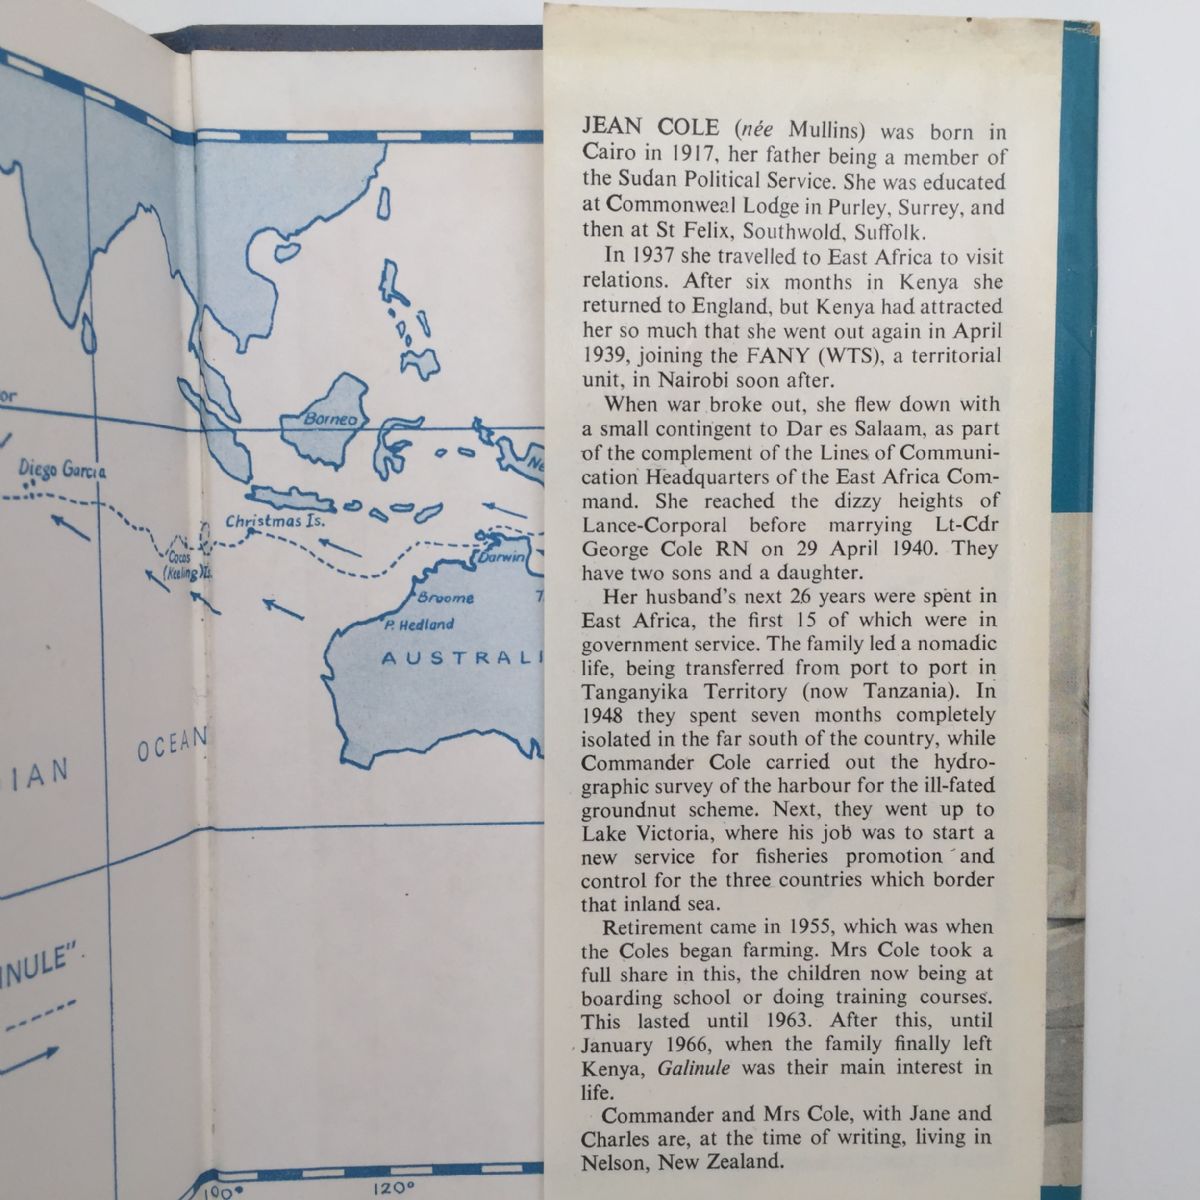 or
Diego Garcia
Borneo
Christmas Is.
Cocos
(Keeling) Is.
Darwin
Broome
P. Hedland
AUSTRALI
OCEAN
DIAN
INULE”
100°
120°
JEAN COLE (née Mullins) was born in
Cairo in 1917, her father being a member of
the Sudan Political Service. She was educated
at Commonweal Lodge in Purley, Surrey, and
then at St Felix, Southwold, Suffolk.
In 1937 she travelled to East Africa to visit
relations. After six months in Kenya she
returned to England, but Kenya had attracted
her so much that she went out again in April
1939, joining the FANY (WTS), a territorial
unit, in Nairobi soon after.
When war broke out, she flew down with
a small contingent to Dar es Salaam, as part
of the complement of the Lines of Communi-
cation Headquarters of the East Africa Com-
mand. She reached the dizzy heights of
Lance-Corporal before marrying Lt-Cdr
George Cole RN on 29 April 1940. They
have two sons and a daughter.
Her husband's next 26 years were spent in
East Africa, the first 15 of which were in
government service. The family led a nomadic
life, being transferred from port to port in
Tanganyika Territory (now Tanzania). In
1948 they spent seven months completely
isolated in the far south of the country, while
Commander Cole carried out the hydro-
graphic survey of the harbour for the ill-fated
groundnut scheme. Next, they went up to
Lake Victoria, where his job was to start a
new service for fisheries promotion and
control for the three countries which border
that inland sea.
Retirement came in 1955, which was when
the Coles began farming. Mrs Cole took a
full share in this, the children now being at
boarding school or doing training courses.
This lasted until 1963. After this, until
January 1966, when the family finally left
Kenya, Galinule was their main interest in
life.
Commander and Mrs Cole, with Jane and
Charles are, at the time of writing, living in
Nelson, New Zealand.